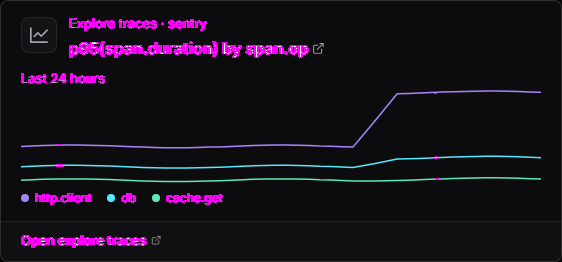 Explore traces · sentry
p95(span.duration) by span.op
Last 24 hours
http.client db cache.get
Open explore traces